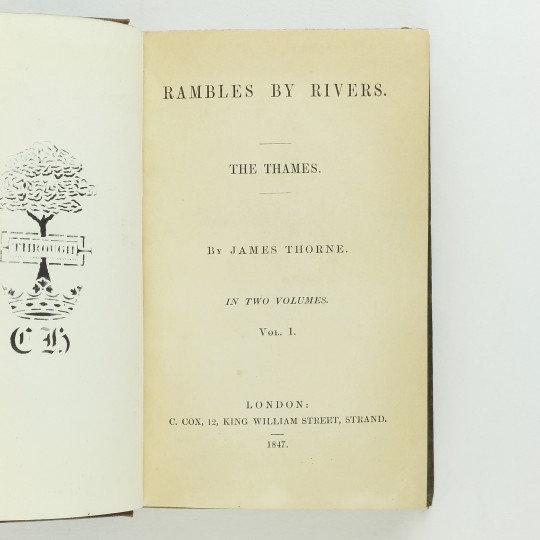 THROUGH
C H
RAMBLES BY RIVERS.
THE THAMES.
BY JAMES THORNE.
IN TWO VOLUMES.
VOL. I.
LONDON:
C. COX, 12, KING WILLIAM STREET, STRAND.
1847.